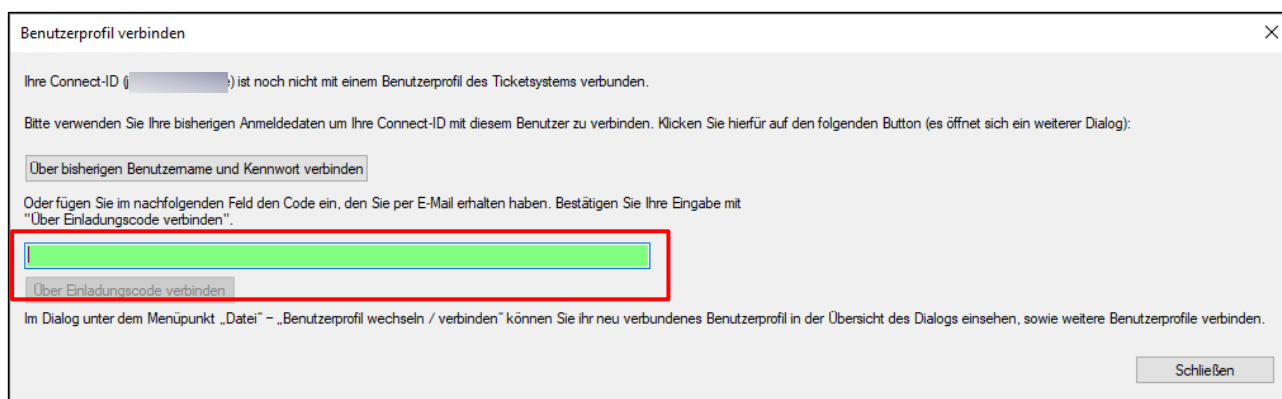 Benutzerprofil verbinden
Ihre Connect-ID ( ) ist noch nicht mit einem Benutzerprofil des Ticketsystems verbunden.
Bitte verwenden Sie Ihre bisherigen Anmeldedaten um Ihre Connect-ID mit diesem Benutzer zu verbinden. Klicken Sie hierfür auf den folgenden Button (es öffnet sich ein weiterer Dialog):
Über bisherigen Benutzername und Kennwort verbinden
Oder fügen Sie im nachfolgenden Feld den Code ein, den Sie per E-Mail erhalten haben. Bestätigen Sie Ihre Eingabe mit
"Über Einladungscode verbinden".
Über Einladungscode verbinden
Im Dialog unter dem Menüpunkt „Datei" – „Benutzerprofil wechseln / verbinden" können Sie ihr neu verbundenes Benutzerprofil in der Übersicht des Dialogs einsehen, sowie weitere Benutzerprofile verbinden.
Schließen